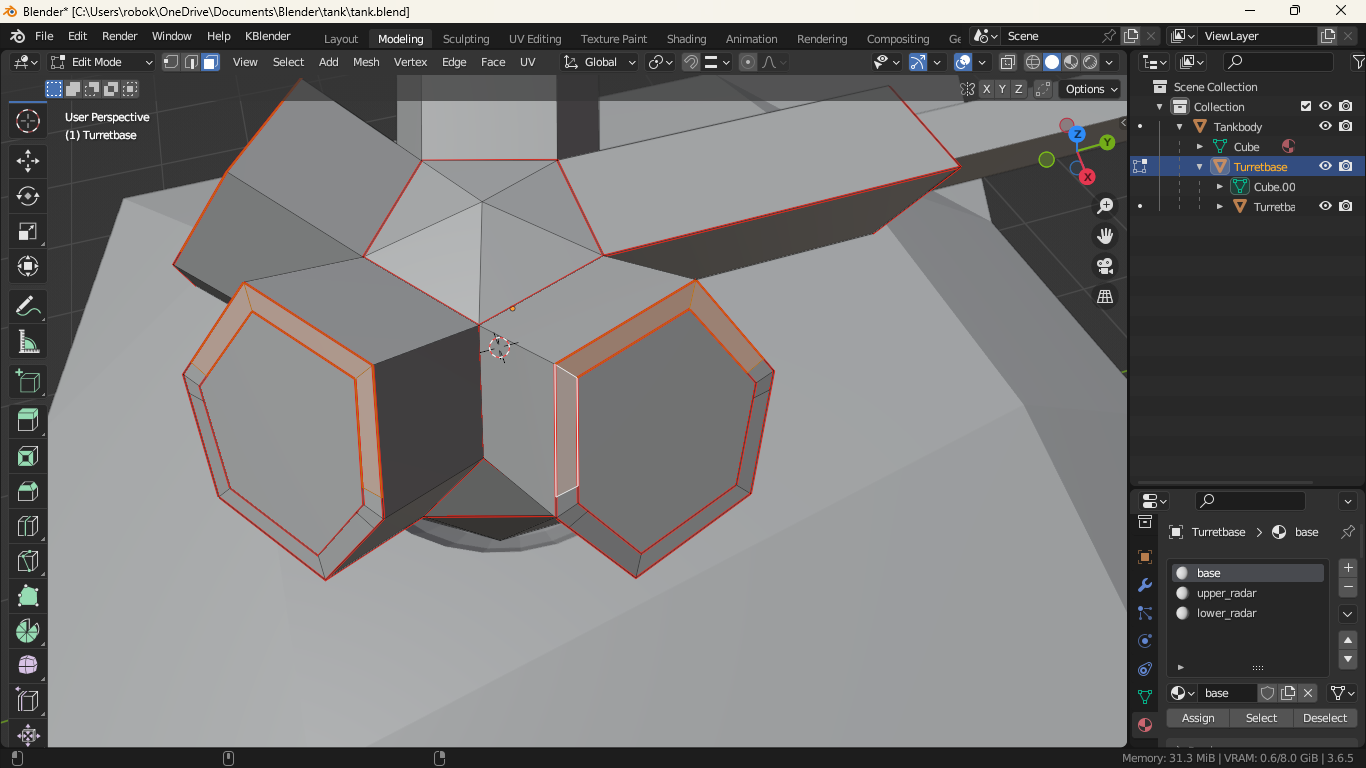 Blender* [C:\Users\robok\OneDrive\Documents\Blender\tank\tank.blend]
File Edit Render Window Help KBlender Layout Modeling Sculpting UV Editing Texture Paint Shading Animation Rendering Compositing Ge Scene ViewLayer
Edit Mode View Select Add Mesh Vertex Edge Face UV Global
X Y Z Options
User Perspective
(1) Turretbase
Z
Y
X
Scene Collection
Collection
Tankbody
Cube
Turretbase
Cube.00
Turretba
Turretbase > base
base
upper_radar
lower_radar
base
Assign Select Deselect
Memory: 31.3 MiB | VRAM: 0.6/8.0 GiB | 3.6.5